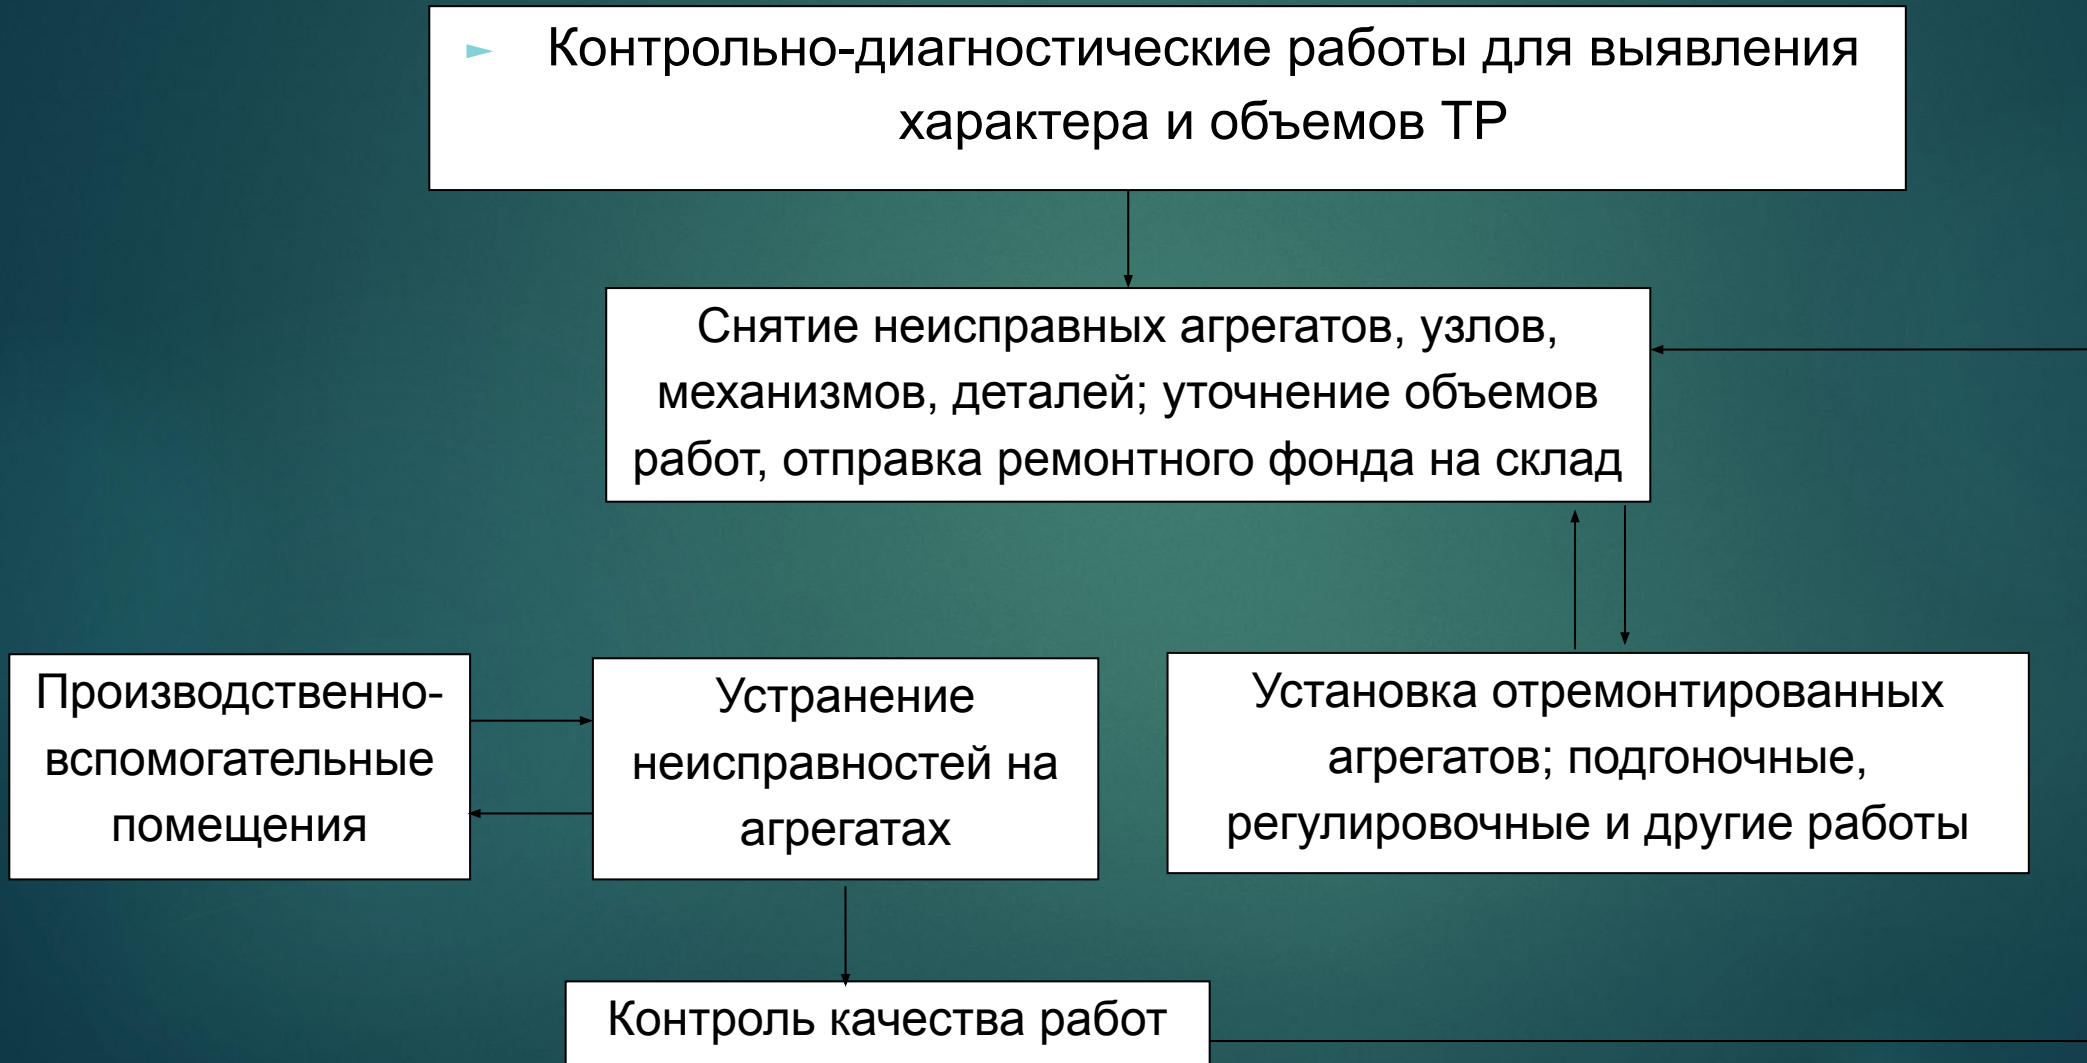 Контрольно-диагностические работы для выявления
характера и объемов ТР
Снятие неисправных агрегатов, узлов,
механизмов, деталей; уточнение объемов
работ, отправка ремонтного фонда на склад
Производственно-
вспомогательные
помещения
Устранение
неисправностей на
агрегатах
Установка отремонтированных
агрегатов; подгоночные,
регулировочные и другие работы
Контроль качества работ